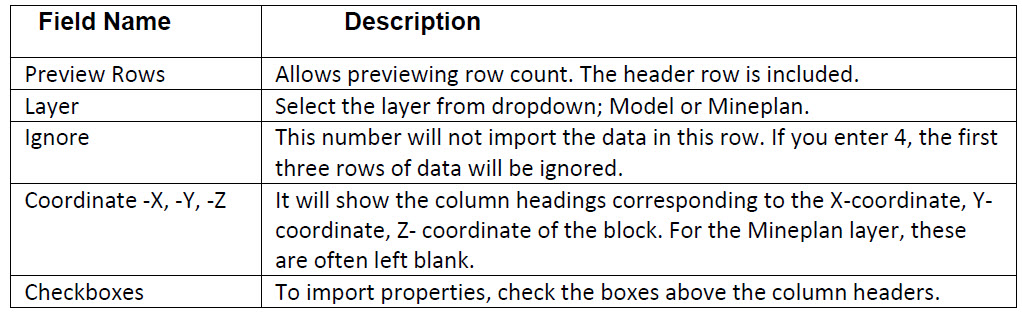 Field Name Description
Preview Rows Allows previewing row count. The header row is included.
Layer Select the layer from dropdown; Model or Mineplan.
Ignore This number will not import the data in this row. If you enter 4, the first
three rows of data will be ignored.
Coordinate -X, -Y, -Z It will show the column headings corresponding to the X-coordinate, Y-
coordinate, Z- coordinate of the block. For the Mineplan layer, these
are often left blank.
Checkboxes To import properties, check the boxes above the column headers.